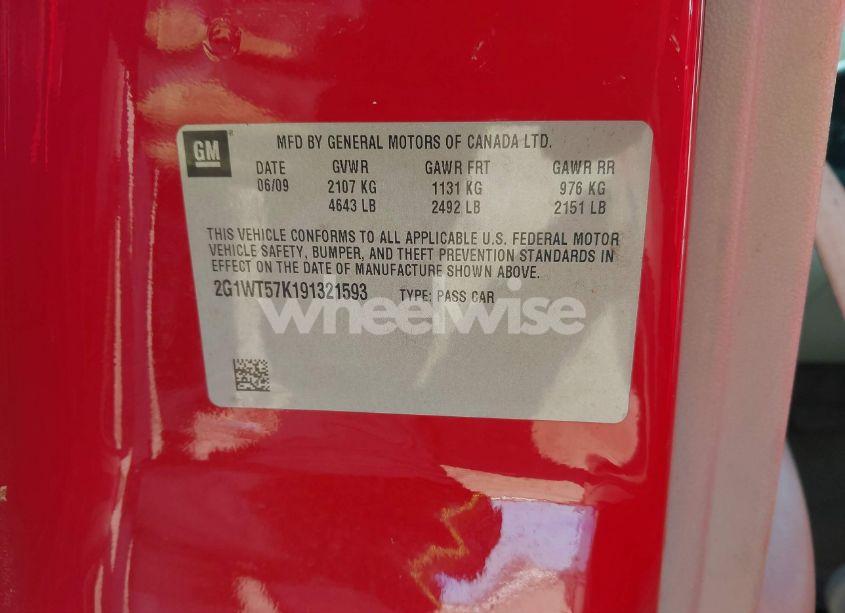 GM
MFD BY GENERAL MOTORS OF CANADA LTD.
DATE GVWR GAWR FRT GAWR RR
06/09 2107 KG 1131 KG 976 KG
4643 LB 2492 LB 2151 LB
THIS VEHICLE CONFORMS TO ALL APPLICABLE U.S. FEDERAL MOTOR
VEHICLE SAFETY, BUMPER, AND THEFT PREVENTION STANDARDS IN
EFFECT ON THE DATE OF MANUFACTURE SHOWN ABOVE.
2G1WT57K191321593 TYPE: PASS CAR
wheelwise